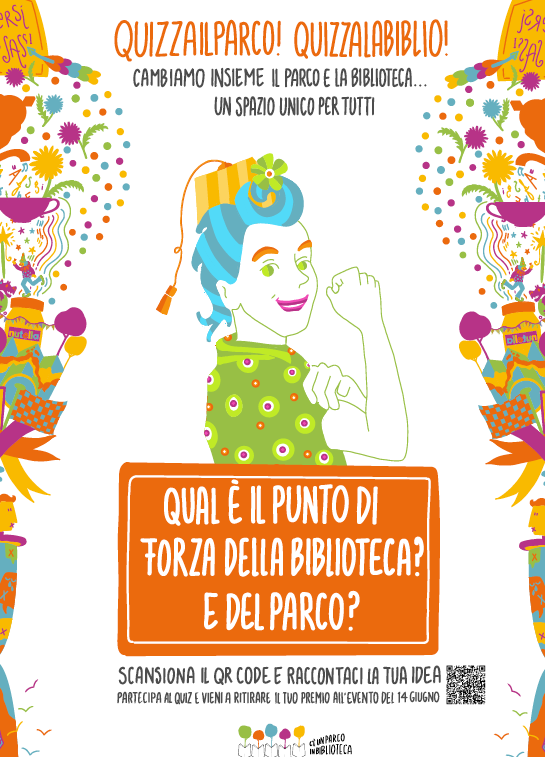 QUIZZAILPARCO! QUIZZALABIBLIO!
CAMBIAMO INSIEME IL PARCO E LA BIBLIOTECA...
UN SPAZIO UNICO PER TUTTI
nutella
QUAL È IL PUNTO DI
FORZA DELLA BIBLIOTECA?
E DEL PARCO?
SCANSIONA IL QR CODE E RACCONTACI LA TUA IDEA
PARTECIPA AL QUIZ E VIENI A RITIRARE IL TUO PREMIO ALL'EVENTO DEL 14 GIUGNO
C'È UN PARCO
IN BIBLIOTECA